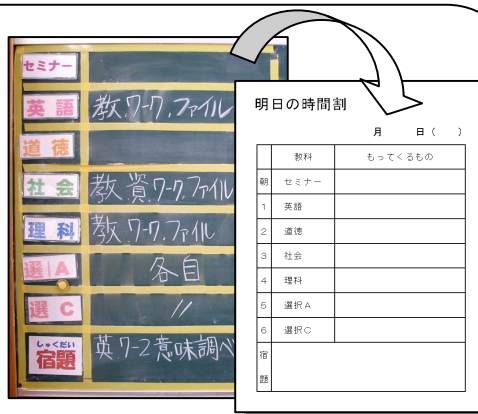 セミナー
英語 教.ワーク.ファイル
道徳
社会 教.資.ワーク.ファイル
理科 教.ワーク.ファイル
選A 各自
選C 〃
しゅくだい
宿題 英.ワー2意味調べ
明日の時間割
月 日( )
教科 もってくるもの
朝 セミナー
1 英語
2 道徳
3 社会
4 理科
5 選択A
6 選択C
宿
題